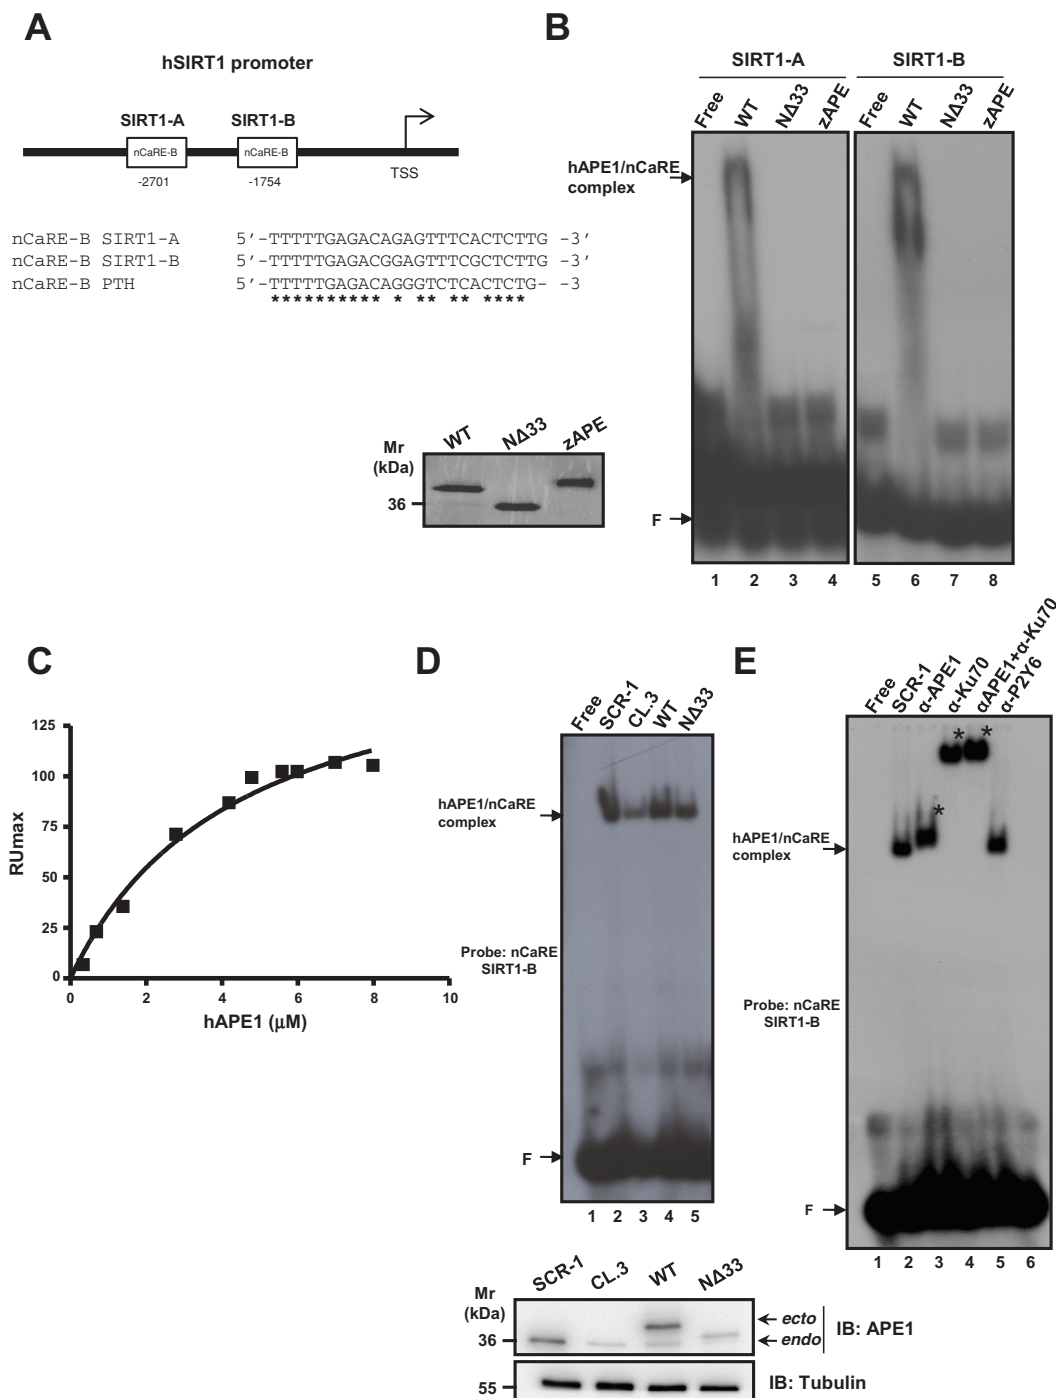 A
hSIRT1 promoter
SIRT1-A SIRT1-B
nCaRE-B nCaRE-B
-2701 -1754 TSS
nCaRE-B SIRT1-A 5'-TTTTTGAGACAGAGTTTCACTCTTG -3'
nCaRE-B SIRT1-B 5'-TTTTTGAGACGGAGTTTCGCTCTTG -3'
nCaRE-B PTH 5'-TTTTTGAGACAGGGTCTCACTCTG- -3
*********** * ** ** ****
Mr
(kDa)
WT NΔ33 zAPE
36
B
SIRT1-A SIRT1-B
Free WT NΔ33 zAPE Free WT NΔ33 zAPE
hAPE1/nCaRE
complex
F
1 2 3 4 5 6 7 8
C
RUmax
125
100
75
50
25
0
0 2 4 6 8 10
hAPE1 (μM)
D
Free SCR-1 CL.3 WT NΔ33
hAPE1/nCaRE
complex
Probe: nCaRE
SIRT1-B
F
1 2 3 4 5
Mr
(kDa)
SCR-1 CL.3 WT NΔ33
36
ecto
endo
IB: APE1
55
IB: Tubulin
E
Free SCR-1 α-APE1 α-Ku70 αAPE1+α-Ku70 α-P2Y6
* * *
hAPE1/nCaRE
complex
Probe: nCaRE
SIRT1-B
F
1 2 3 4 5 6